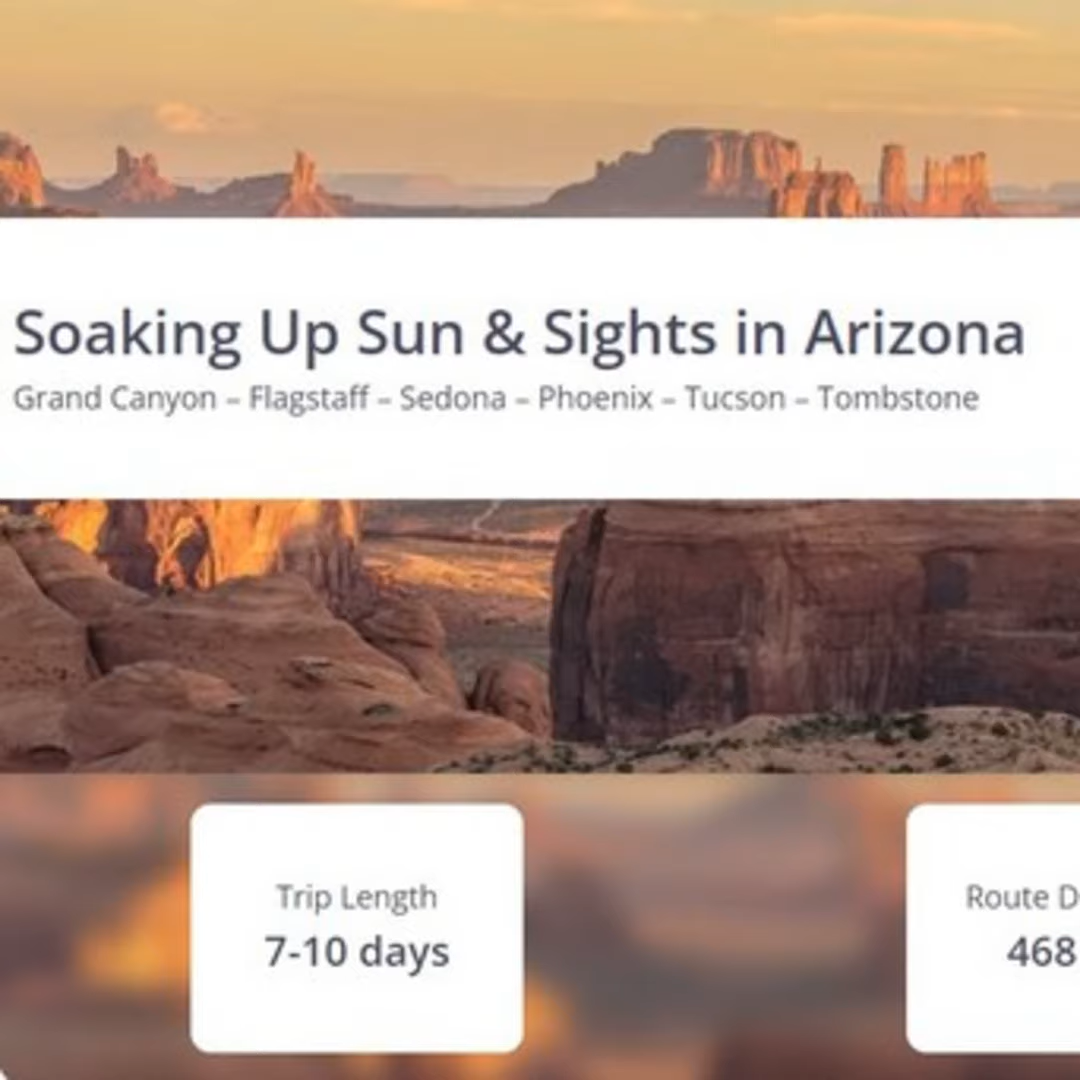 Soaking Up Sun & Sights in Arizona
Grand Canyon – Flagstaff – Sedona – Phoenix – Tucson – Tombstone
Trip Length
7-10 days
Route
468